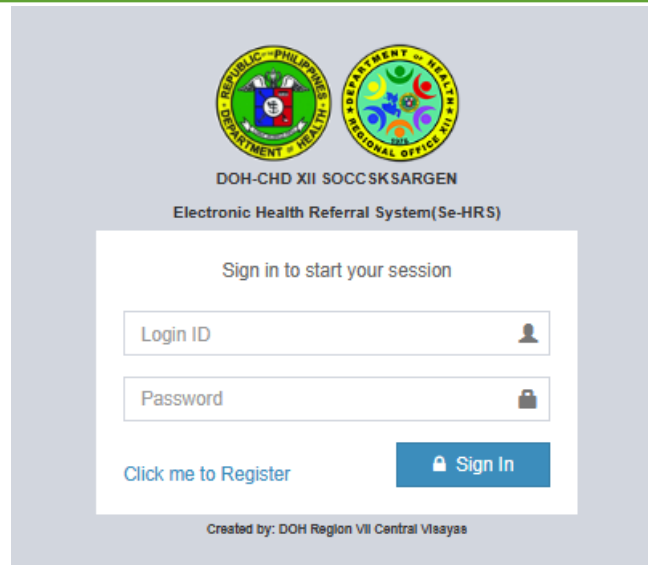 REPUBLIC OF THE PHILIPPINES
DEPARTMENT OF HEALTH
DEPARTMENT OF HEALTH
REGIONAL OFFICE XII
DOH-CHD XII SOCCSKSARGEN
Electronic Health Referral System(Se-HRS)
Sign in to start your session
Login ID
Password
Click me to Register
Sign In
Created by: DOH Region VII Central Visayas